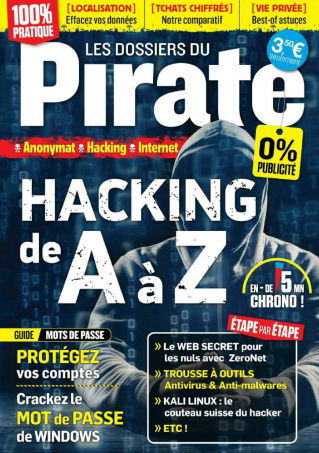 100%
PRATIQUE
[LOCALISATION]
Effacez vos données
[TCHATS CHIFFRÉS]
Notre comparatif
[VIE PRIVÉE]
Best-of astuces
LES DOSSIERS DU
3,50€
seulement
Pirate
Anonymat Hacking Internet
0%
PUBLICITÉ
HACKING
de A à Z
EN - DE 5 MN
CHRONO !
ÉTAPE PAR ÉTAPE
GUIDE MOTS DE PASSE
PROTÉGEZ
vos comptes
Crackez le
MOT de PASSE
de WINDOWS
» Le WEB SECRET pour
les nuls avec ZeroNet
» TROUSSE À OUTILS
Antivirus & Anti-malwares
» KALI LINUX : le
couteau suisse du hacker
» ETC !